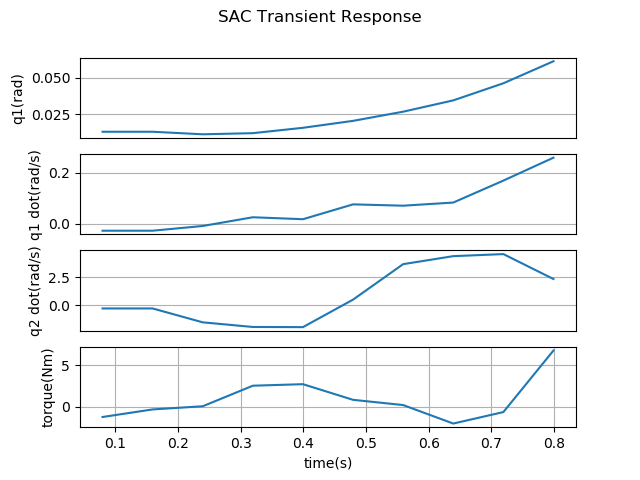 SAC Transient Response
q1(rad)
0.050
0.025
q1 dot(rad/s)
0.2
0.0
q2 dot(rad/s)
2.5
0.0
torque(Nm)
5
0
0.1 0.2 0.3 0.4 0.5 0.6 0.7 0.8
time(s)